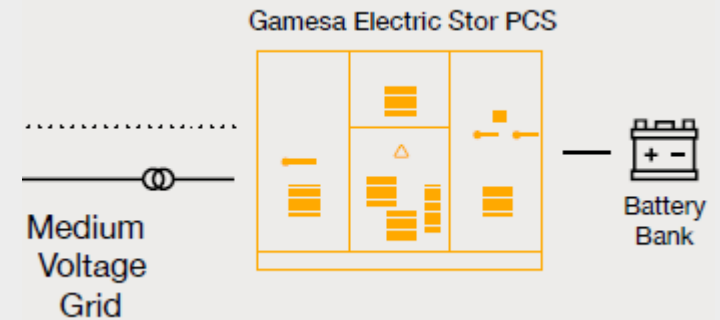 Gamesa Electric Stor PCS
Medium
Voltage
Grid
+ -
Battery
Bank